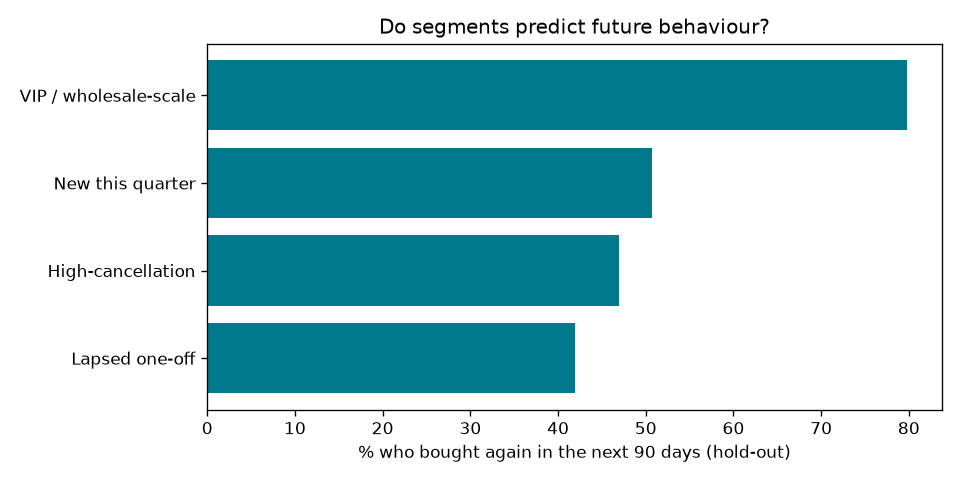 Do segments predict future behaviour?
VIP / wholesale-scale
New this quarter
High-cancellation
Lapsed one-off
0 10 20 30 40 50 60 70 80
% who bought again in the next 90 days (hold-out)